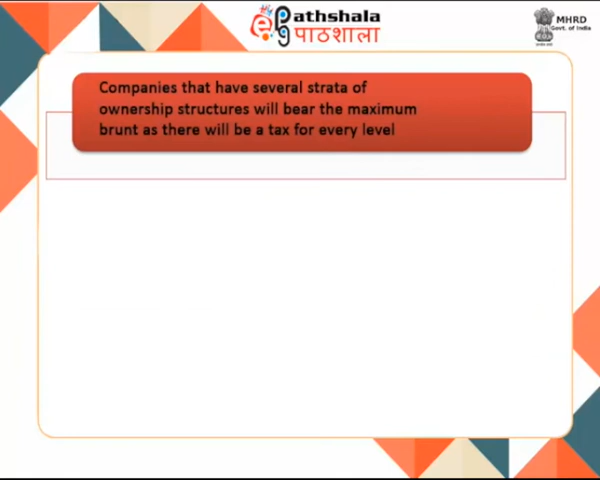 Pathshala
पाठशाला
MHRD
Govt. of India
Companies that have several strata of
ownership structures will bear the maximum
brunt as there will be a tax for every level